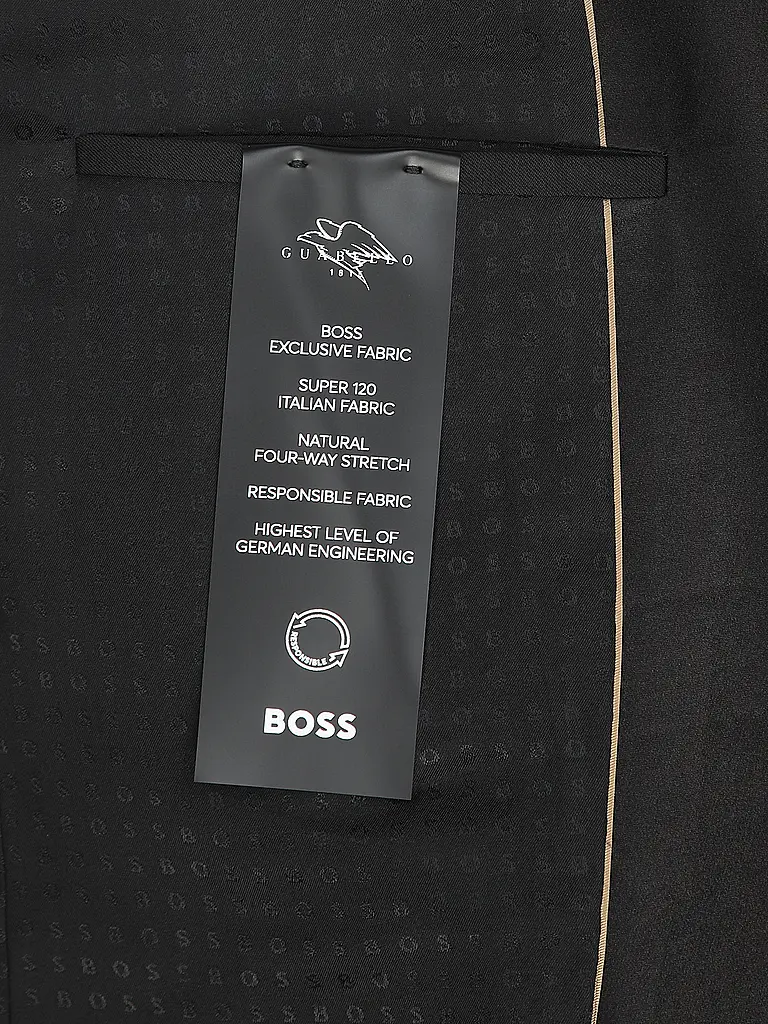 GUABELLO
1815
BOSS
EXCLUSIVE FABRIC
SUPER 120
ITALIAN FABRIC
NATURAL
FOUR-WAY STRETCH
RESPONSIBLE FABRIC
HIGHEST LEVEL OF
GERMAN ENGINEERING
RESPONSIBLE
BOSS